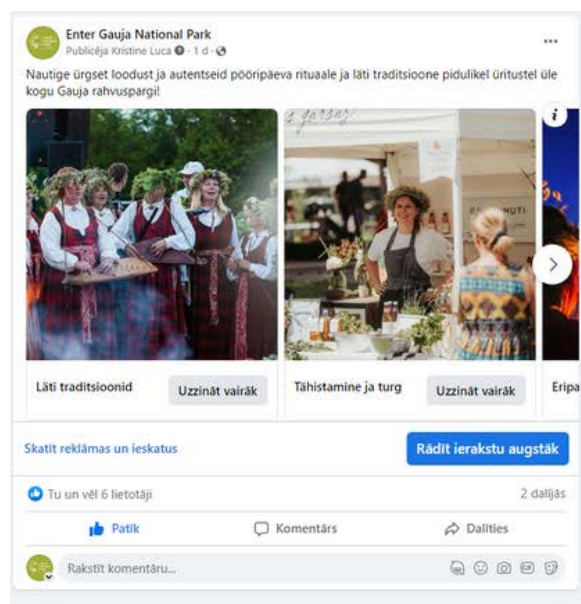 Enter Gauja National Park
Publicēja Kristine Luca · 1 d ·
Nautige ürgset loodust ja autentseid pööripäeva rituaale ja läti traditsioone pidulikel üritustel üle
kogu Gauja rahvuspargi!
Läti traditsioonid
Uzzināt vairāk
Tähistamine ja turg
Uzzināt vairāk
Eripa
Skatīt reklāmas un ieskatus
Rādīt ierakstu augstāk
Tu un vēl 6 lietotāji
2 dalījās
Patīk
Komentārs
Dalīties
Rakstīt komentāru...